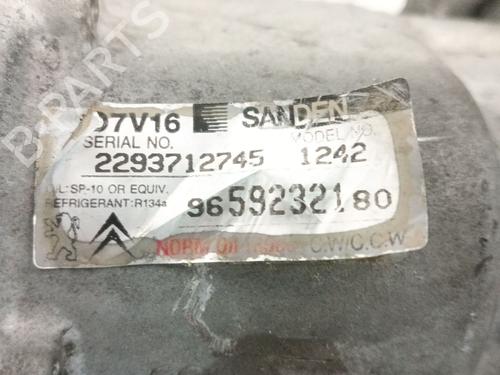 D7V16 SANDEN
SERIAL NO. MODEL NO.
2293712745 1242
OIL:SP-10 OR EQUIV.
REFRIGERANT:R134a
9659232180
C.W/C.C.W
B-PARTS